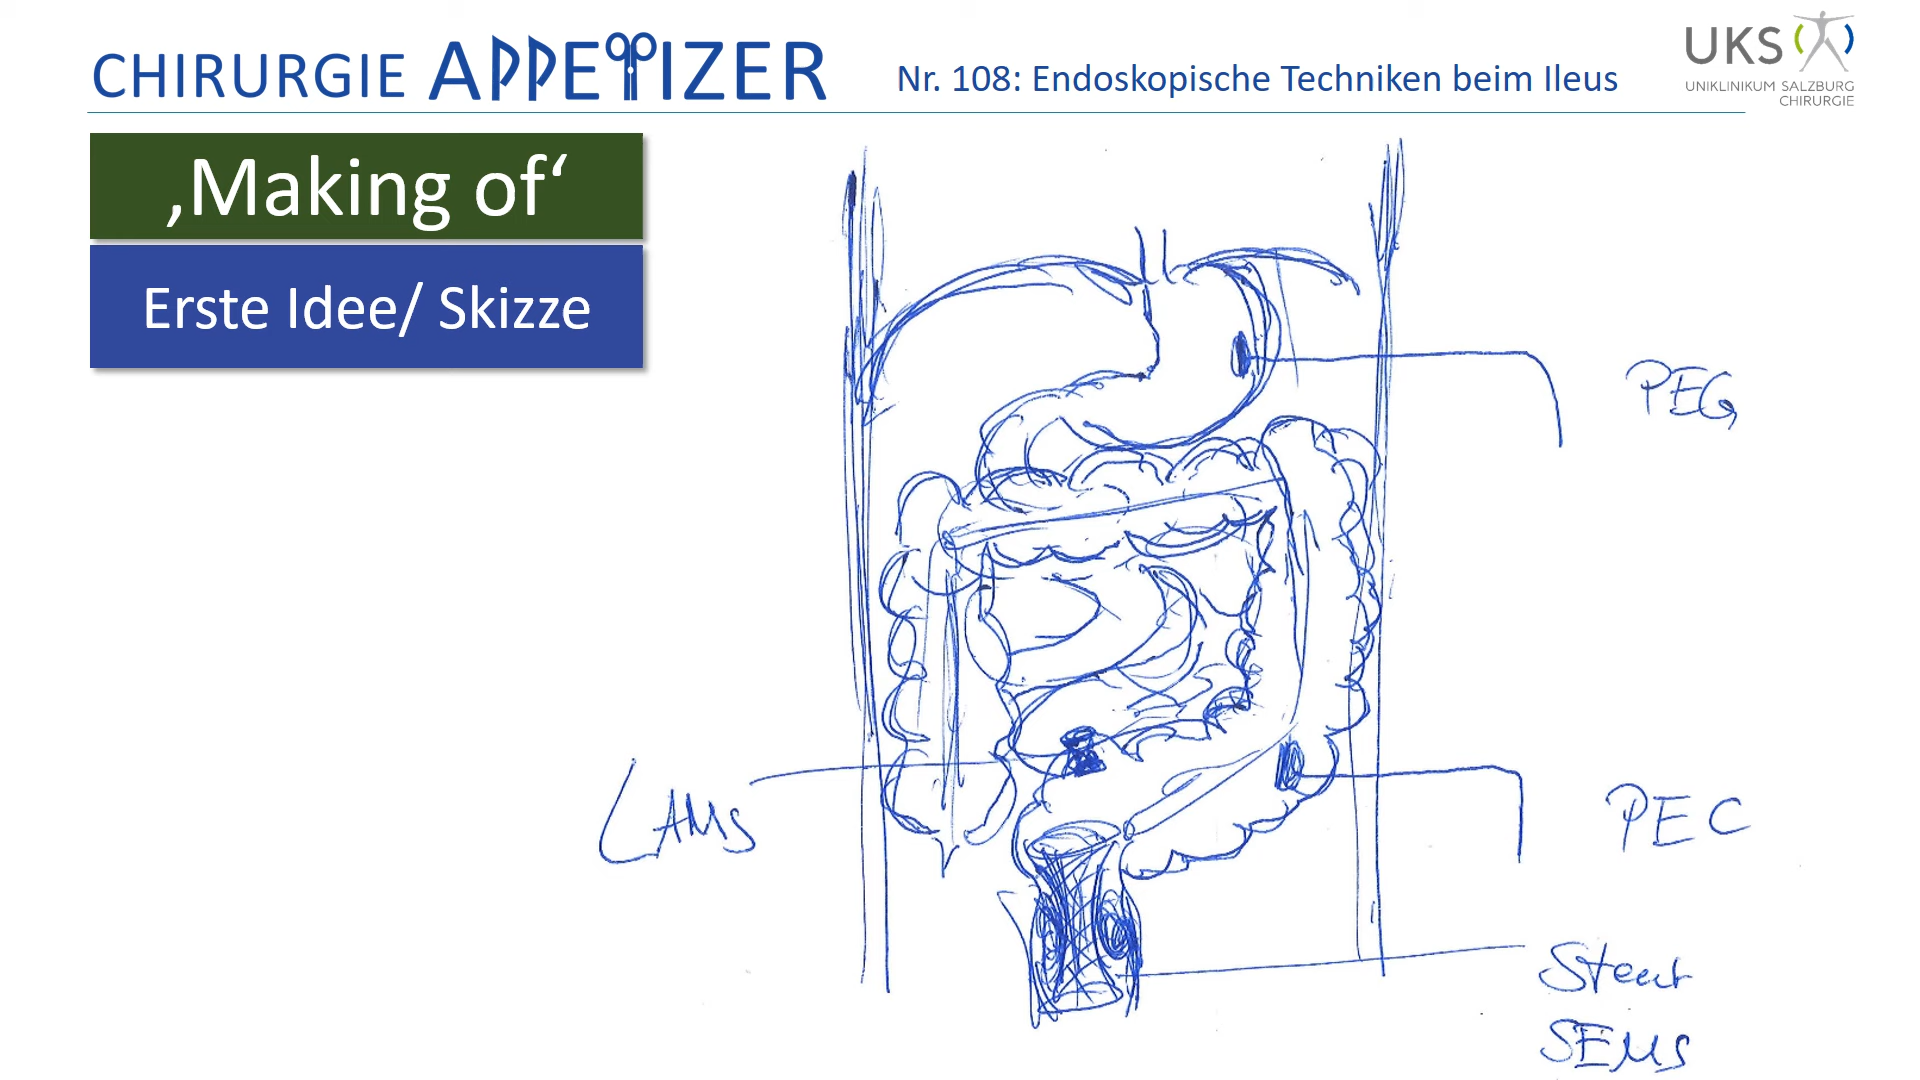 CHIRURGIE APPETIZER
Nr. 108: Endoskopische Techniken beim Ileus
UKS
UNIKLINIKUM SALZBURG
CHIRURGIE
‚Making of‘
Erste Idee/ Skizze
PEG
LAMS
PEC
Stent
SEMS